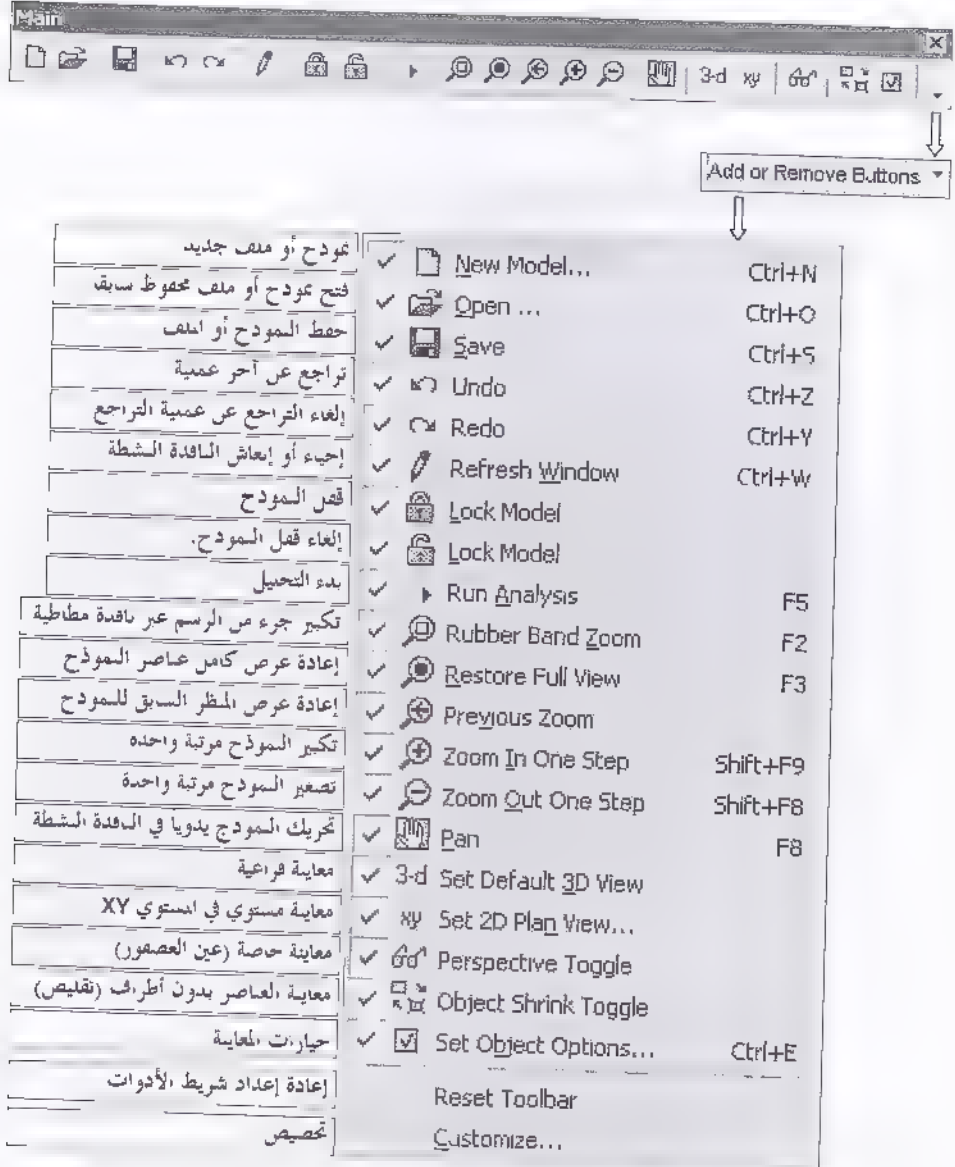 Main
3-d xy
Add or Remove Buttons
نموذج أو ملف جديد New Model... Ctrl+N
فتح نموذج أو ملف محفوظ سابقا Open ... Ctrl+O
حفظ النموذج أو الملف Save Ctrl+S
تراجع عن آخر عملية Undo Ctrl+Z
إلغاء التراجع عن عملية التراجع Redo Ctrl+Y
إحياء أو إنعاش النافذة النشطة Refresh Window Ctrl+W
قفل النموذج Lock Model
إلغاء قفل النموذج. Lock Model
بدء التحليل Run Analysis F5
تكبير جزء من الرسم عبر نافذة مطاطية Rubber Band Zoom F2
إعادة عرض كامل عناصر النموذج Restore Full View F3
إعادة عرض المنظر السابق للنموذج Previous Zoom
تكبير النموذج مرتبة واحده Zoom In One Step Shift+F9
تصغير النموذج مرتبة واحدة Zoom Out One Step Shift+F8
تحريك النموذج يدويا في النافذة النشطة Pan F8
معاينة فراغية 3-d Set Default 3D View
معاينة مستوي في المستوي XY xy Set 2D Plan View...
معاينة خاصة (عين العصفور) Perspective Toggle
معاينة العناصر بدون أطراف (تقليص) Object Shrink Toggle
خيارات المعاينة Set Object Options... Ctrl+E
إعادة إعداد شريط الأدوات Reset Toolbar
تخصيص Customize...